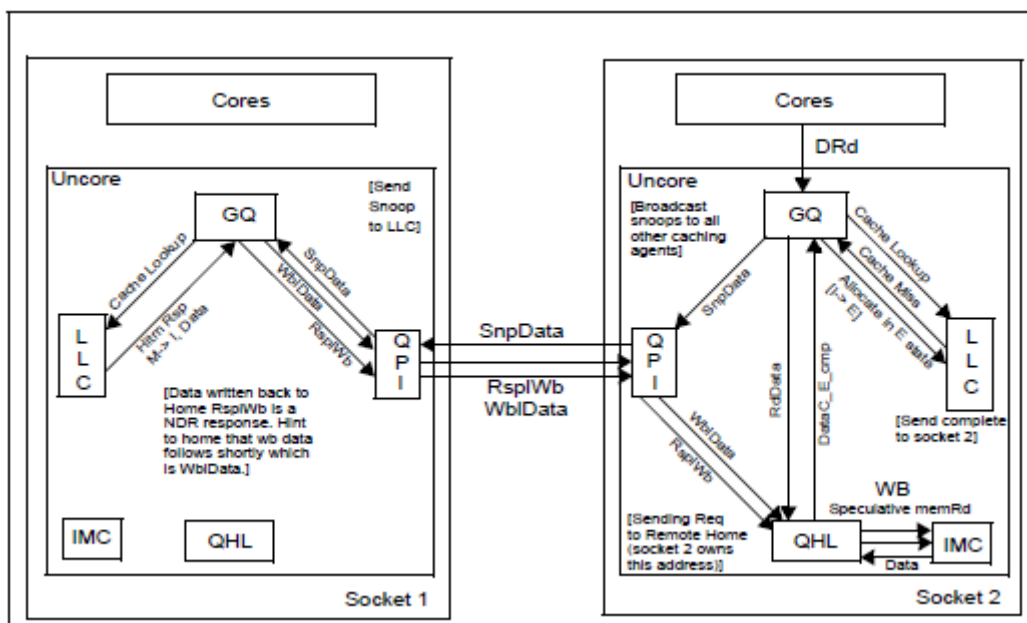 Cores
Uncore
[Send
Snoop
to LLC]
GQ
Cache Lookup
Hitm Rsp
M-> I, Data
SnpData
WbIData
RspIWb
L
L
C
Q
P
I
[Data written back to
Home RspIWb is a
NDR response. Hint
to home that wb data
follows shortly which
is WbIData.]
IMC
QHL
Socket 1
SnpData
RspIWb
WbIData
Cores
DRd
Uncore
[Broadcast
snoops to all
other caching
agents]
GQ
Cache Lookup
Cache Miss
Allocate in E state
[I-> E]
SnpData
Q
P
I
RdData
DataC_E_cmp
L
L
C
[Send complete
to socket 2]
WbIData
RspIWb
WB
Speculative memRd
[Sending Req
to Remote Home
(socket 2 owns
this address)]
QHL
IMC
Data
Socket 2